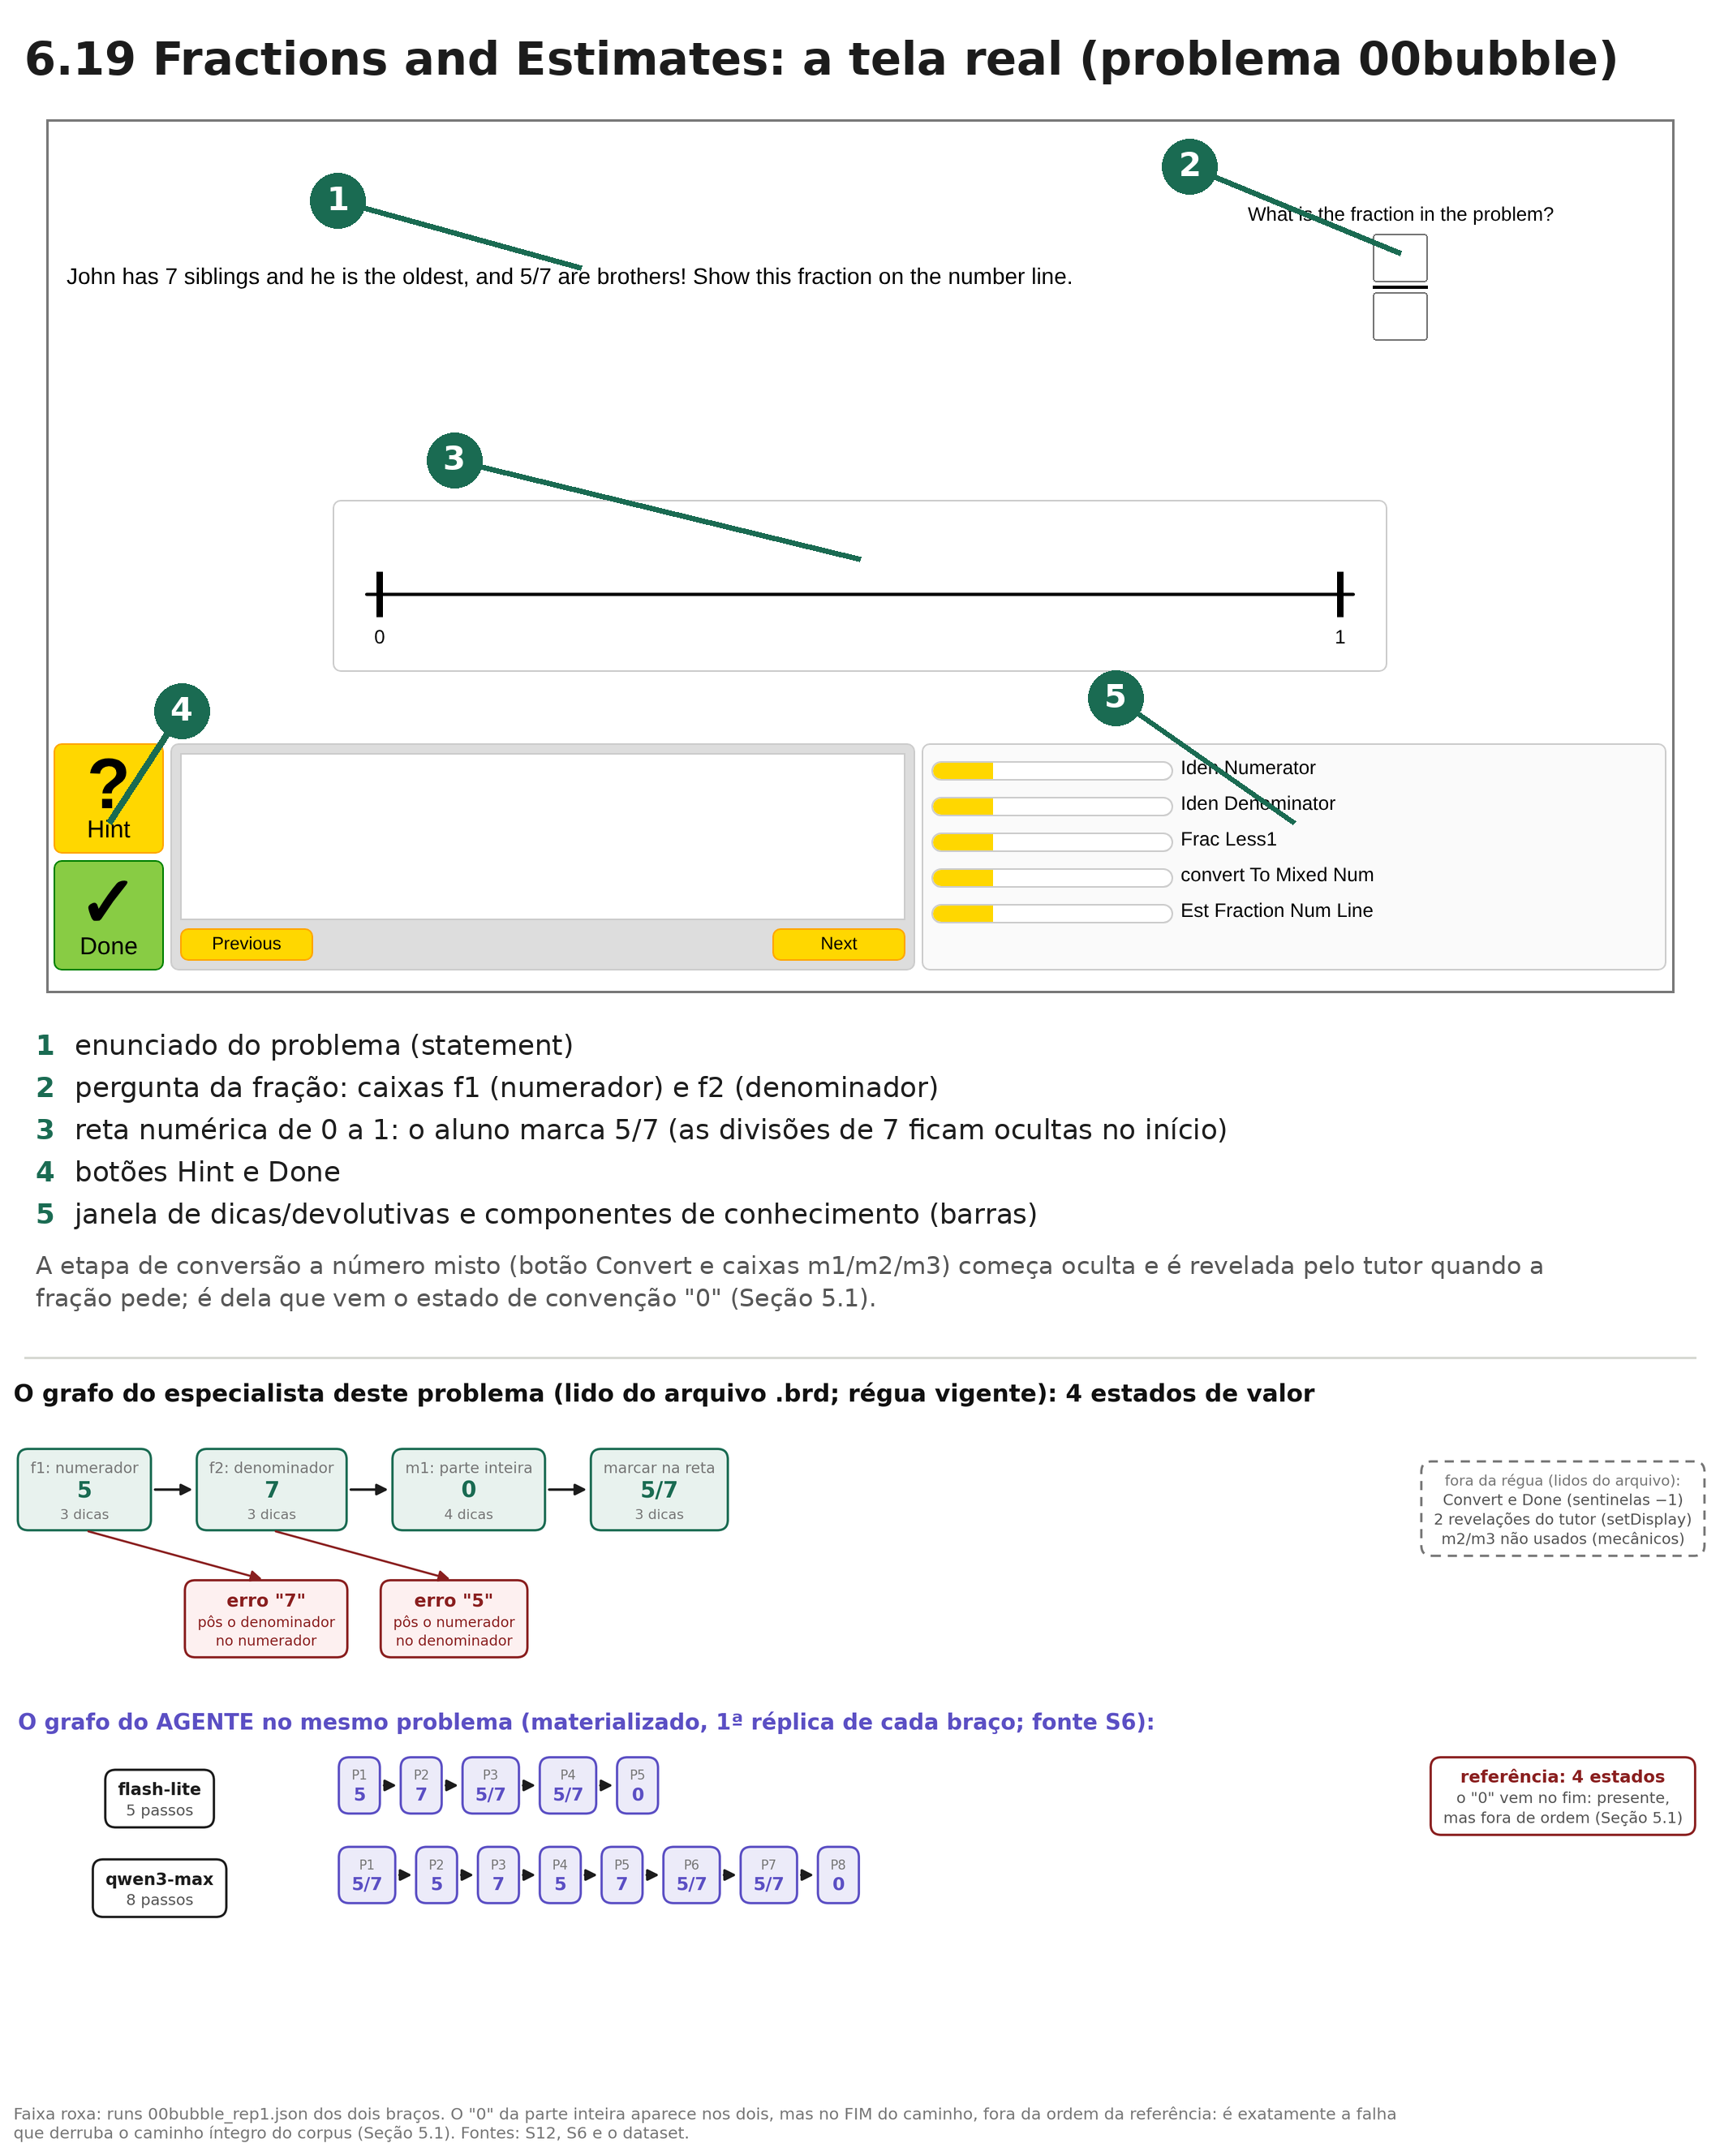 6.19 Fractions and Estimates: a tela real (problema 00bubble)
1
2
What is the fraction in the problem?
John has 7 siblings and he is the oldest, and 5/7 are brothers! Show this fraction on the number line.
3
0
1
4
5
?
Hint
✓
Done
Previous
Next
Iden Numerator
Iden Denominator
Frac Less1
convert To Mixed Num
Est Fraction Num Line
1 enunciado do problema (statement)
2 pergunta da fração: caixas f1 (numerador) e f2 (denominador)
3 reta numérica de 0 a 1: o aluno marca 5/7 (as divisões de 7 ficam ocultas no início)
4 botões Hint e Done
5 janela de dicas/devolutivas e componentes de conhecimento (barras)
A etapa de conversão a número misto (botão Convert e caixas m1/m2/m3) começa oculta e é revelada pelo tutor quando a
fração pede; é dela que vem o estado de convenção "0" (Seção 5.1).
O grafo do especialista deste problema (lido do arquivo .brd; régua vigente): 4 estados de valor
f1: numerador
5
3 dicas
f2: denominador
7
3 dicas
m1: parte inteira
0
4 dicas
marcar na reta
5/7
3 dicas
fora da régua (lidos do arquivo):
Convert e Done (sentinelas −1)
2 revelações do tutor (setDisplay)
m2/m3 não usados (mecânicos)
erro "7"
pôs o denominador
no numerador
erro "5"
pôs o numerador
no denominador
O grafo do AGENTE no mesmo problema (materializado, 1ª réplica de cada braço; fonte S6):
flash-lite
5 passos
P1
5
P2
7
P3
5/7
P4
5/7
P5
0
referência: 4 estados
o "0" vem no fim: presente,
mas fora de ordem (Seção 5.1)
qwen3-max
8 passos
P1
5/7
P2
5
P3
7
P4
5
P5
7
P6
5/7
P7
5/7
P8
0
Faixa roxa: runs 00bubble_rep1.json dos dois braços. O "0" da parte inteira aparece nos dois, mas no FIM do caminho, fora da ordem da referência: é exatamente a falha
que derruba o caminho íntegro do corpus (Seção 5.1). Fontes: S12, S6 e o dataset.